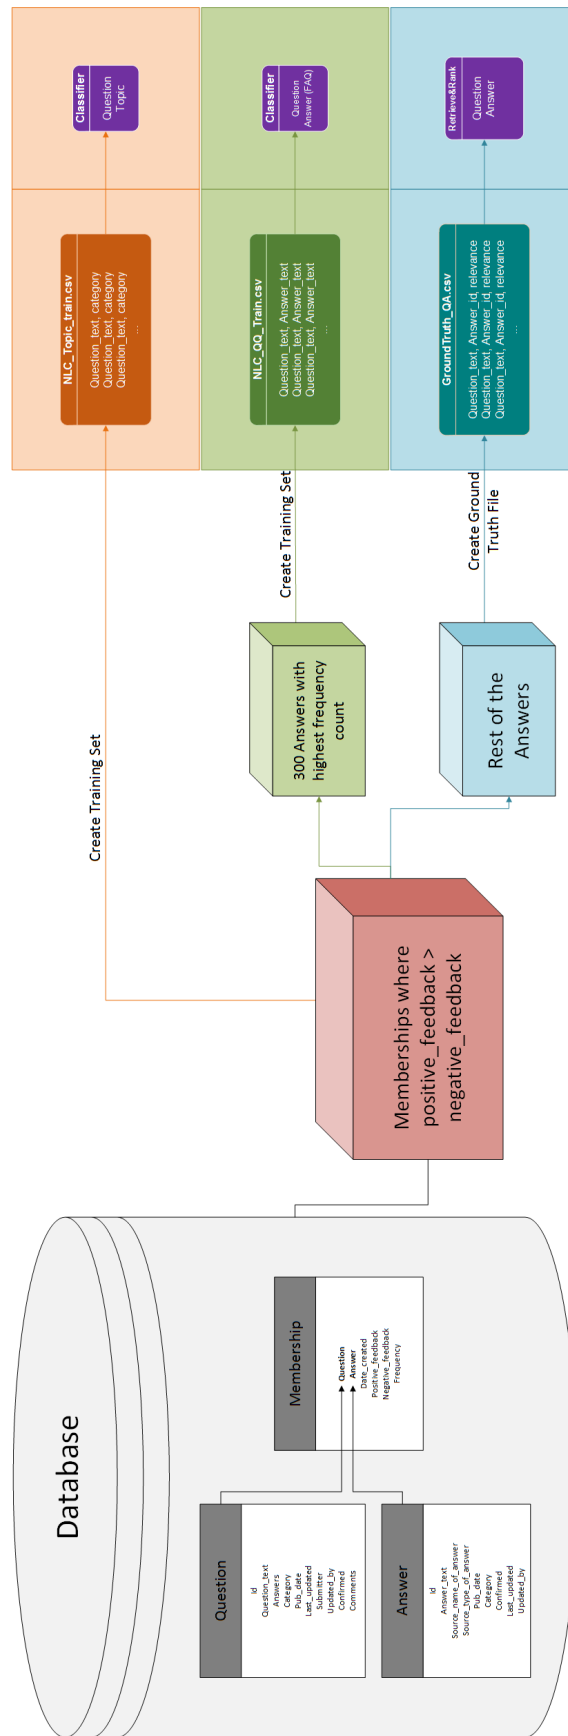 Database
Question
Id
Question_text
Answers
Category
Pub_date
Last_updated
Submitter
Updated_by
Confirmed
Comments
Answer
Id
Answer_text
Source_name_of_answer
Source_type_of_answer
Pub_date
Category
Confirmed
Last_updated
Updated_by
Membership
Question
Answer
Date_created
Positive_feedback
Negative_feedback
Frequency
Memberships where
positive_feedback >
negative_feedback
Create Training Set
300 Answers with
highest frequency
count
Create Training Set
Rest of the
Answers
Create Ground
Truth File
NLC_Topic_train.csv
Question_text, category
Question_text, category
Question_text, category
...
Classifier
Question
Topic
NLC_QQ_Train.csv
Question_text, Answer_text
Question_text, Answer_text
Question_text, Answer_text
...
Classifier
Question
Answer (FAQ)
GroundTruth_QA.csv
Question_text, Answer_id, relevance
Question_text, Answer_id, relevance
Question_text, Answer_id, relevance
...
Retrieve&Rank
Question
Answer